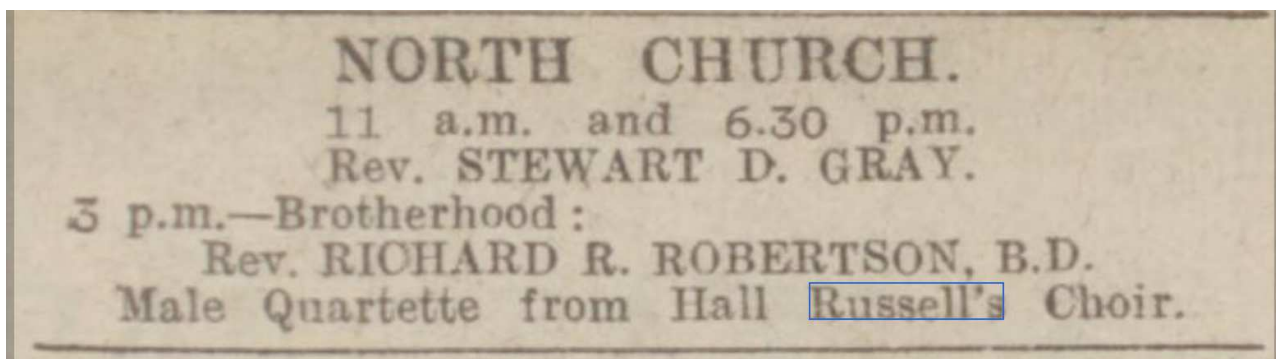 NORTH CHURCH.
11 a.m. and 6.30 p.m.
Rev. STEWART D. GRAY.
3 p.m.—Brotherhood :
Rev. RICHARD R. ROBERTSON, B.D.
Male Quartette from Hall Russell's Choir.